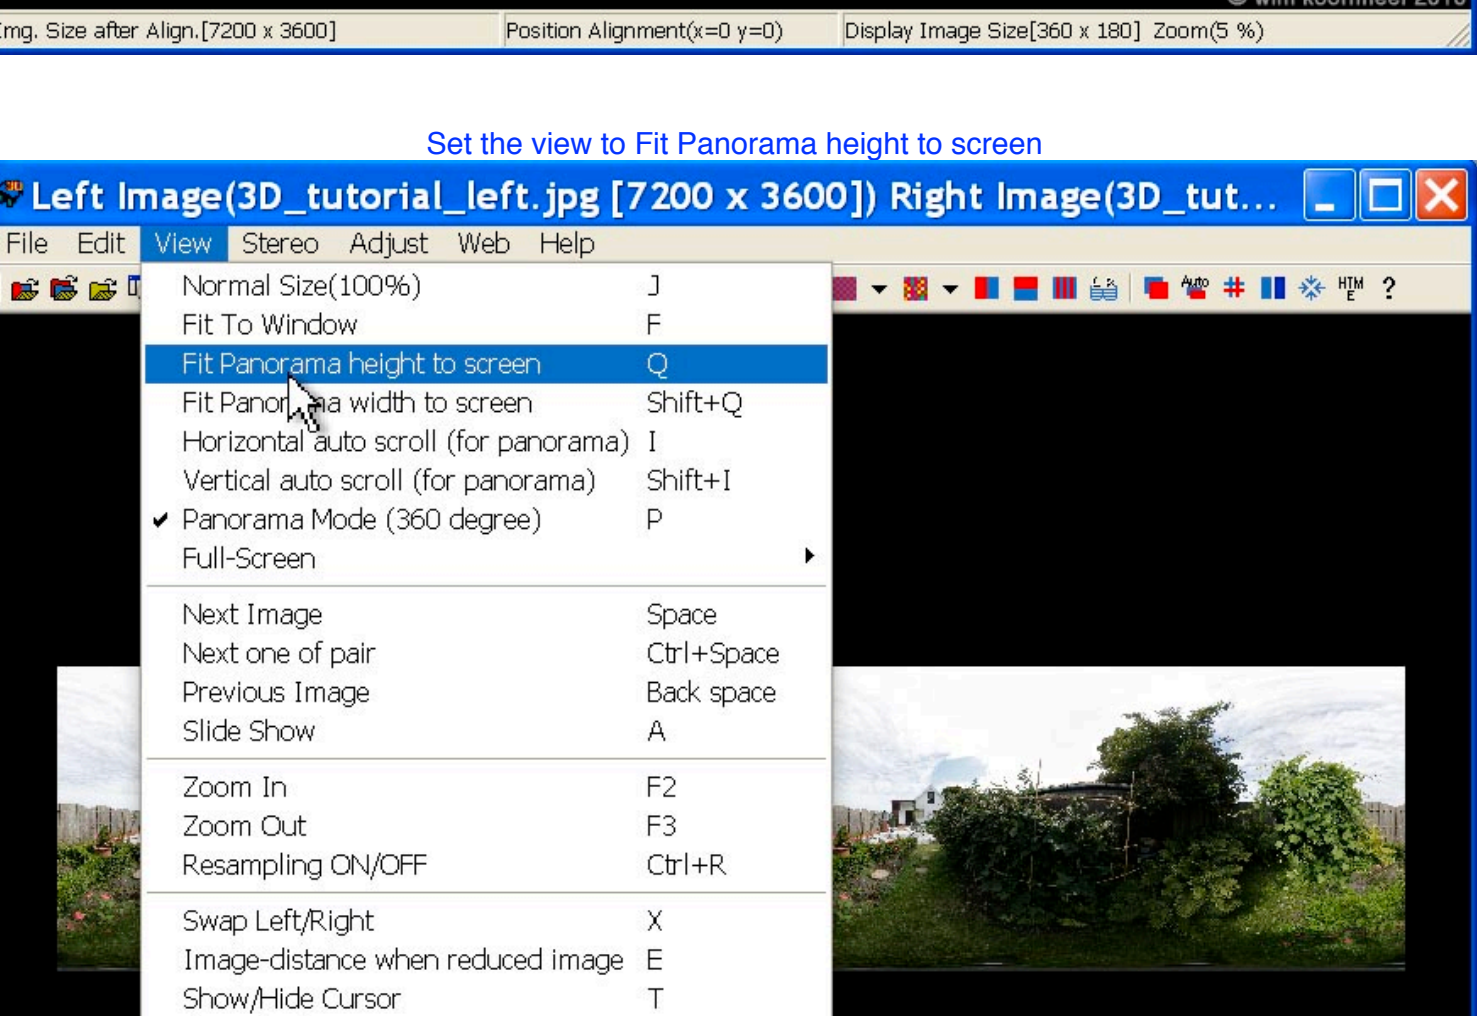 Img. Size after Align.[7200 x 3600] Position Alignment(x=0 y=0) Display Image Size[360 x 180] Zoom(5 %)
Set the view to Fit Panorama height to screen
Left Image(3D_tutorial_left.jpg [7200 x 3600]) Right Image(3D_tut...
File Edit View Stereo Adjust Web Help
Auto HTM E ?
Normal Size(100%) J
Fit To Window F
Fit Panorama height to screen Q
Fit Panorama width to screen Shift+Q
Horizontal auto scroll (for panorama) I
Vertical auto scroll (for panorama) Shift+I
✔ Panorama Mode (360 degree) P
Full-Screen
Next Image Space
Next one of pair Ctrl+Space
Previous Image Back space
Slide Show A
Zoom In F2
Zoom Out F3
Resampling ON/OFF Ctrl+R
Swap Left/Right X
Image-distance when reduced image E
Show/Hide Cursor T